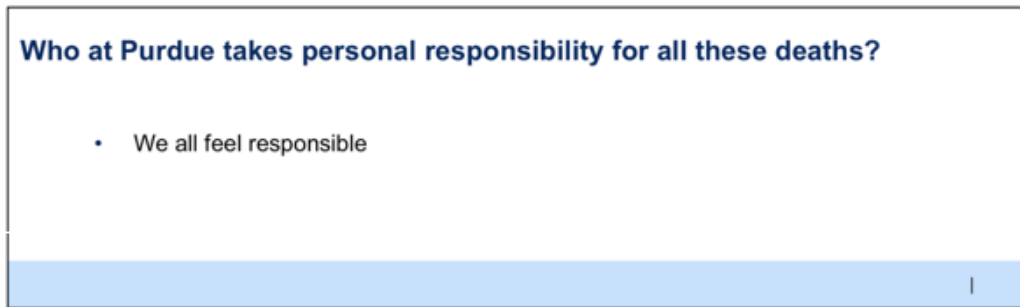 Who at Purdue takes personal responsibility for all these deaths?
• We all feel responsible
|